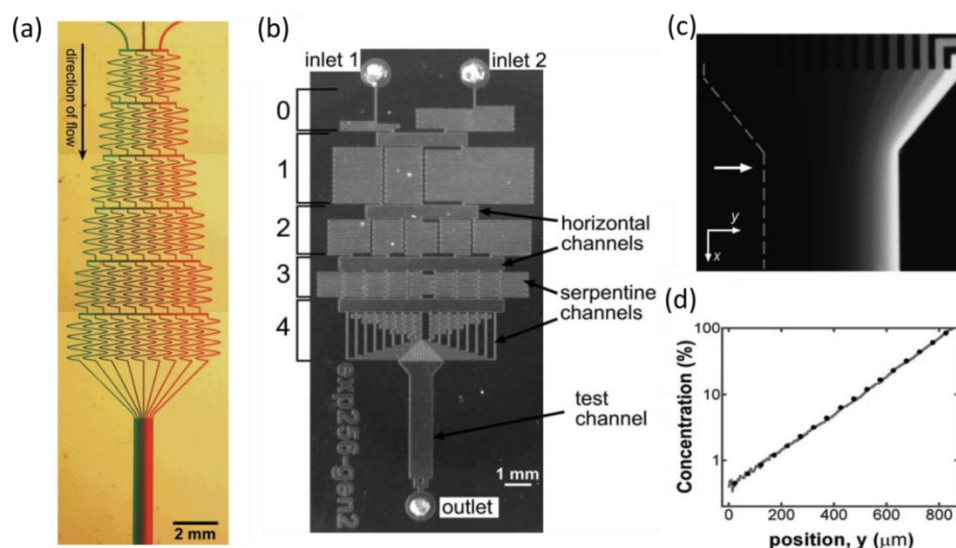 (a)
direction of flow
2 mm
(b)
inlet 1
inlet 2
0
1
2
3
4
horizontal
channels
serpentine
channels
test
channel
1 mm
outlet
exp256-gen2
(c)
y
x
(d)
Concentration (%)
100
10
1
0
200
400
600
800
position, y (μm)